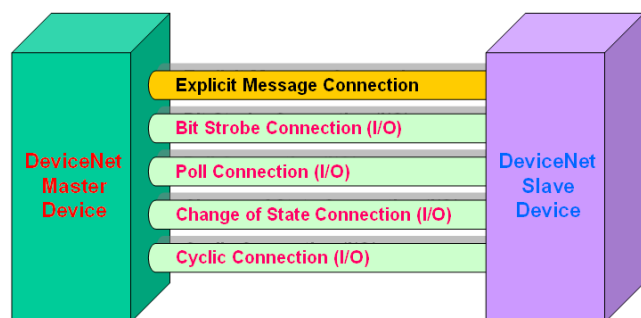 DeviceNet
Master
Device
Explicit Message Connection
Bit Strobe Connection (I/O)
Poll Connection (I/O)
Change of State Connection (I/O)
Cyclic Connection (I/O)
DeviceNet
Slave
Device